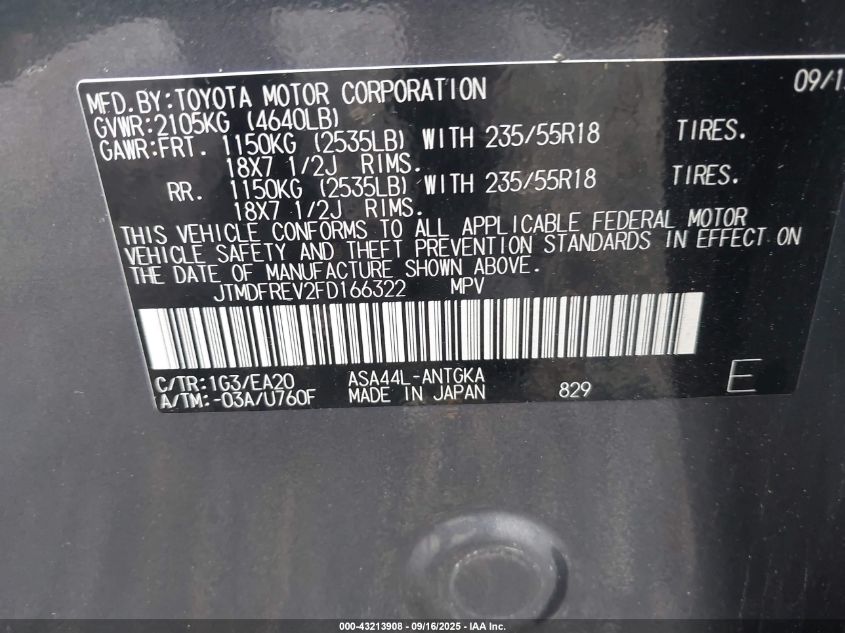 MFD.BY:TOYOTA MOTOR CORPORATION 09/1
GVWR:2105KG (4640LB)
GAWR:FRT. 1150KG (2535LB) WITH 235/55R18 TIRES.
18X7 1/2J RIMS.
RR. 1150KG (2535LB) WITH 235/55R18 TIRES.
18X7 1/2J RIMS.
THIS VEHICLE CONFORMS TO ALL APPLICABLE FEDERAL MOTOR
VEHICLE SAFETY AND THEFT PREVENTION STANDARDS IN EFFECT ON
THE DATE OF MANUFACTURE SHOWN ABOVE.
JTMDFREV2FD166322 MPV
C/TR:1G3/EA20 ASA44L-ANTGKA E
A/TM:-03A/U760F MADE IN JAPAN 829
000-43213908 - 09/16/2025 - IAA Inc.